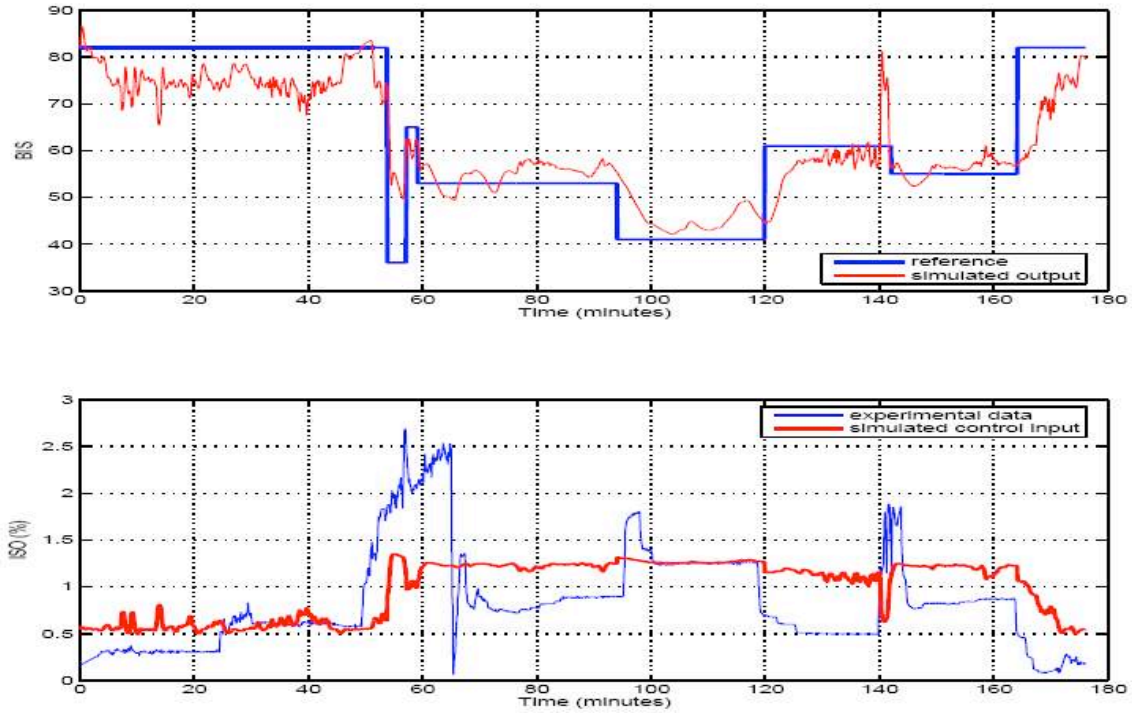 90
80
70
60
50
40
30
BIS
reference
simulated output
0 20 40 60 80 100 120 140 160 180
Time (minutes)
3
2.5
2
1.5
1
0.5
0
ISO (%)
experimental data
simulated control input
0 20 40 60 80 100 120 140 160 180
Time (minutes)